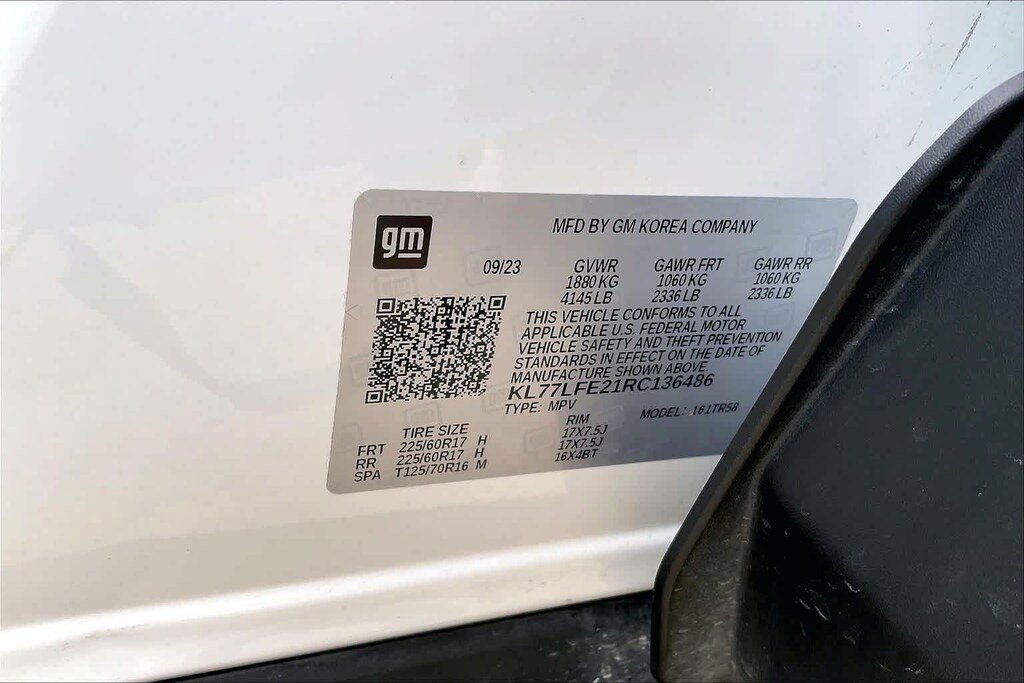 gm
MFD BY GM KOREA COMPANY
09/23 GVWR GAWR FRT GAWR RR
1880 KG 1060 KG 1060 KG
4145 LB 2336 LB 2336 LB
THIS VEHICLE CONFORMS TO ALL
APPLICABLE U.S. FEDERAL MOTOR
VEHICLE SAFETY AND THEFT PREVENTION
STANDARDS IN EFFECT ON THE DATE OF
MANUFACTURE SHOWN ABOVE.
KL77LFE21RC136486
TYPE: MPV MODEL: 161TR58
TIRE SIZE RIM
FRT 225/60R17 H 17X7.5J
RR 225/60R17 H 17X7.5J
SPA T125/70R16 M 16X4BT